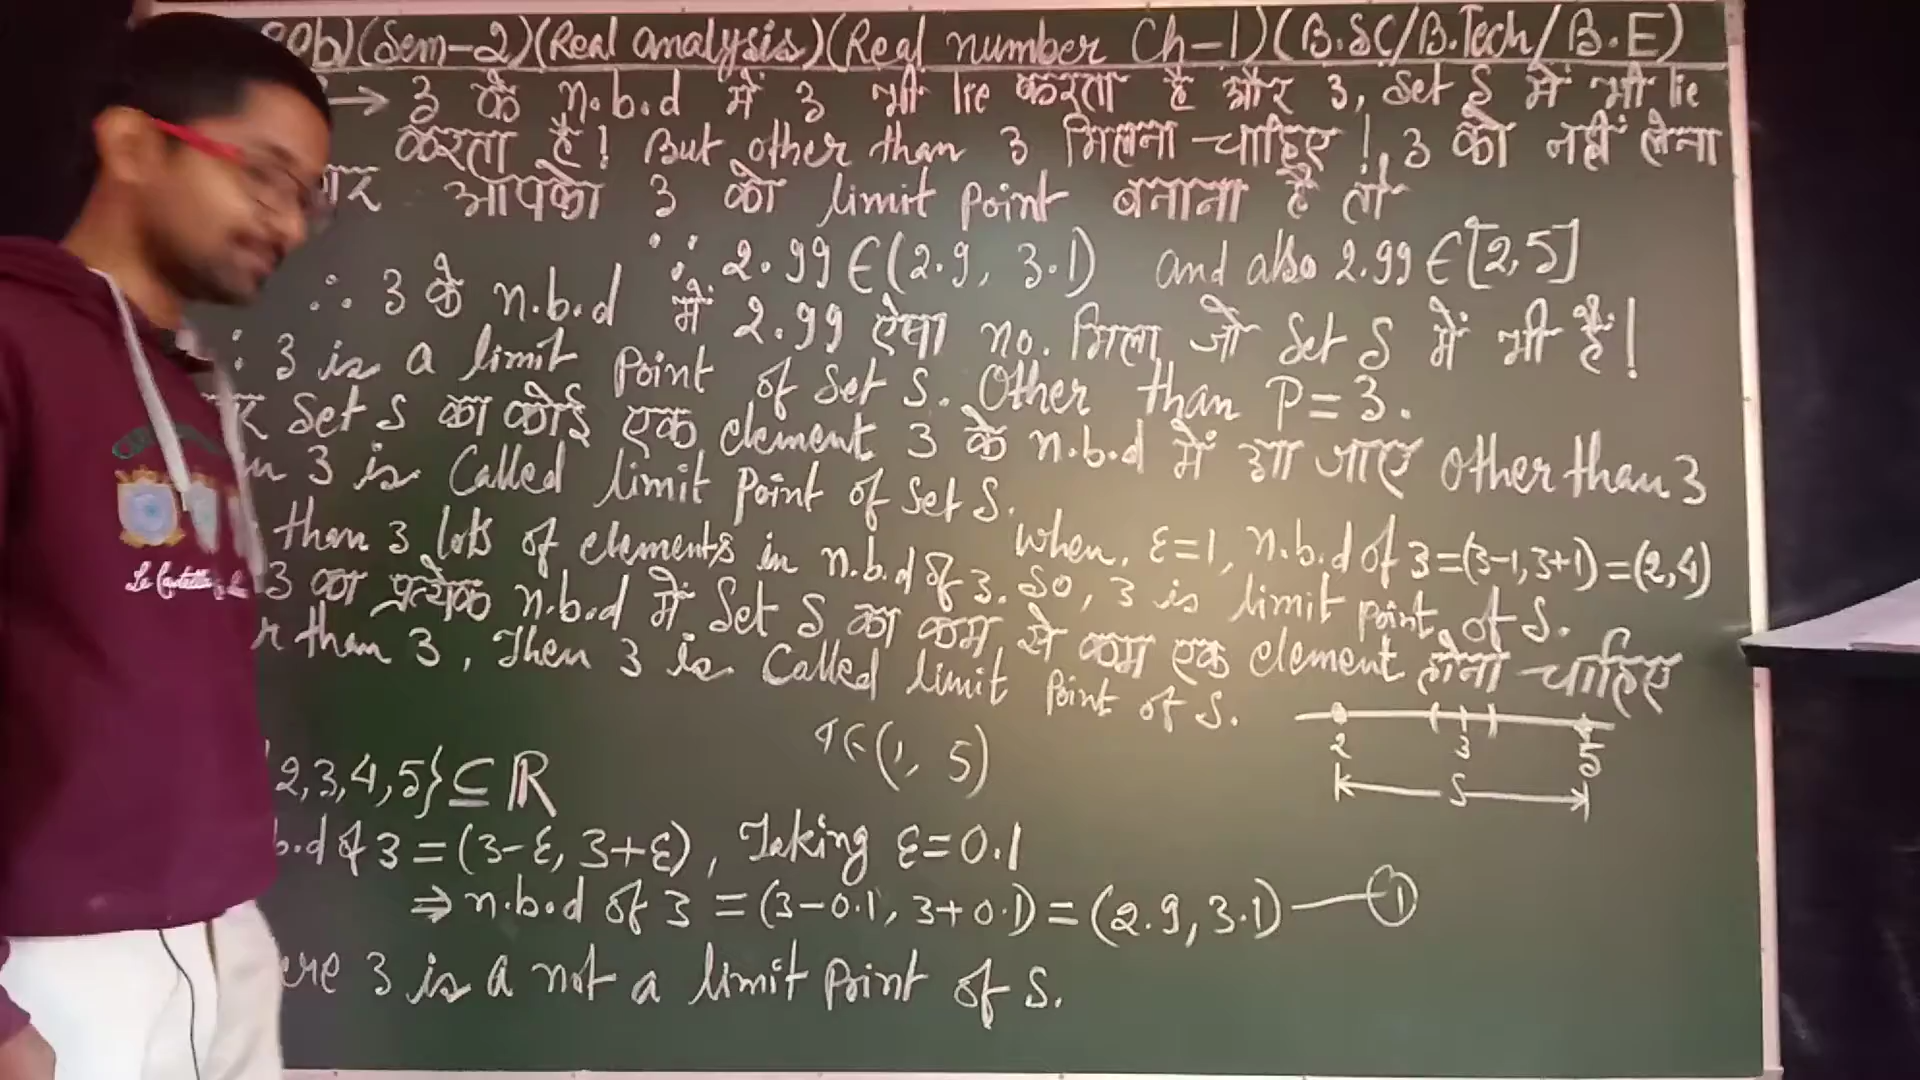 00b)(Sem-2)(Real analysis)(Real number Ch-1)(B.SC/B.Tech/B.E)
→ 3 के n.b.d में 3 भी lie करता है और 3, Set S में भी lie
करता है! But other than 3 मिलना चाहिए! 3 को नहीं लेना
आपको 3 को limit point बनाना है तो
∵ 2.99 ∈ (2.9, 3.1) and also 2.99 ∈ [2,5]
∴ 3 के n.b.d में 2.99 ऐसा no. मिला जो Set S में भी है!
∴ 3 is a limit Point of Set S. Other than P=3.
Set S का कोई एक element 3 के n.b.d में आ जाए other than 3
3 is Called limit Point of Set S.
than 3 lots of elements in n.b.d of 3. When, ε=1, n.b.d of 3=(3-1,3+1)=(2,4)
So, 3 is limit point of S.
3 का प्रत्येक n.b.d में Set S का कम से कम एक element होना चाहिए
than 3, Then 3 is Called limit Point of S.
2 3 5
S
4∈(1, 5)
2,3,4,5} ⊆ ℝ
b.d of 3 = (3-ε, 3+ε), Taking ε=0.1
⇒ n.b.d of 3 = (3-0.1, 3+0.1) = (2.9, 3.1) — ①
ere 3 is a not a limit Point of S.